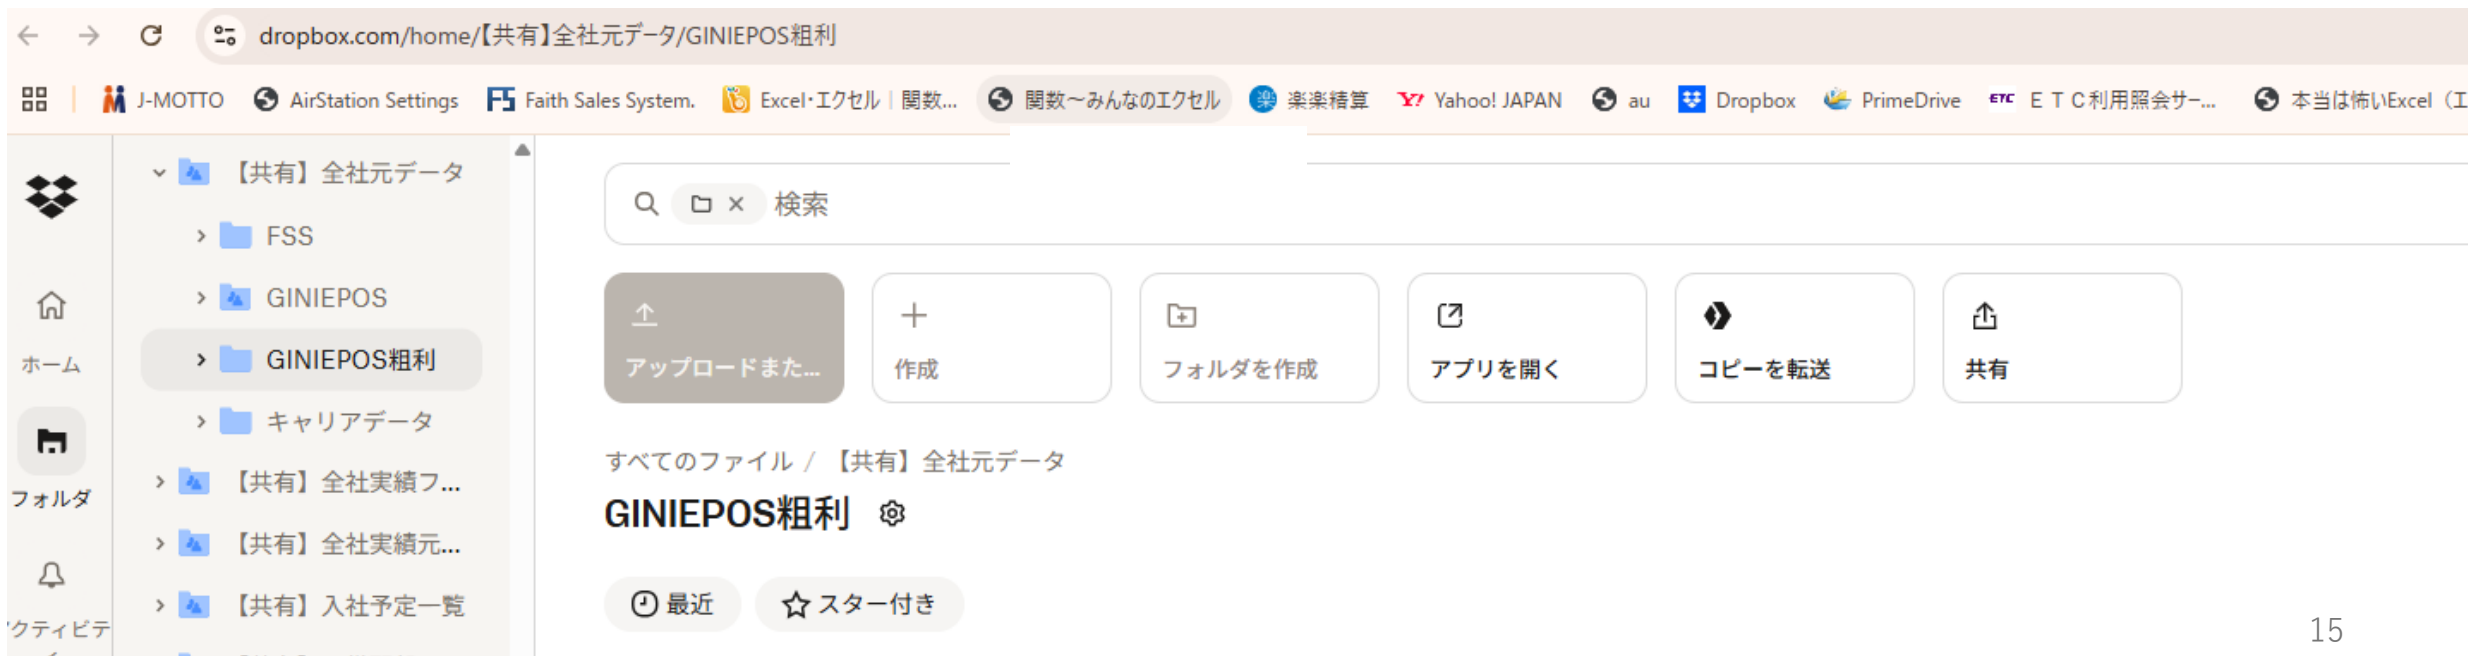 dropbox.com/home/【共有】全社元データ/GINIEPOS粗利
J-MOTTO AirStation Settings Faith Sales System. Excel・エクセル | 関数... 関数～みんなのエクセル 楽楽精算 Yahoo! JAPAN au Dropbox PrimeDrive ETC ＥＴＣ利用照会サー... 本当は怖いExcel（エ
【共有】全社元データ
検索
FSS
GINIEPOS
GINIEPOS粗利
キャリアデータ
【共有】全社実績フ...
【共有】全社実績元...
【共有】入社予定一覧
ホーム
フォルダ
クティビテ
アップロードまた...
作成
フォルダを作成
アプリを開く
コピーを転送
共有
すべてのファイル / 【共有】全社元データ
GINIEPOS粗利
最近 スター付き
15